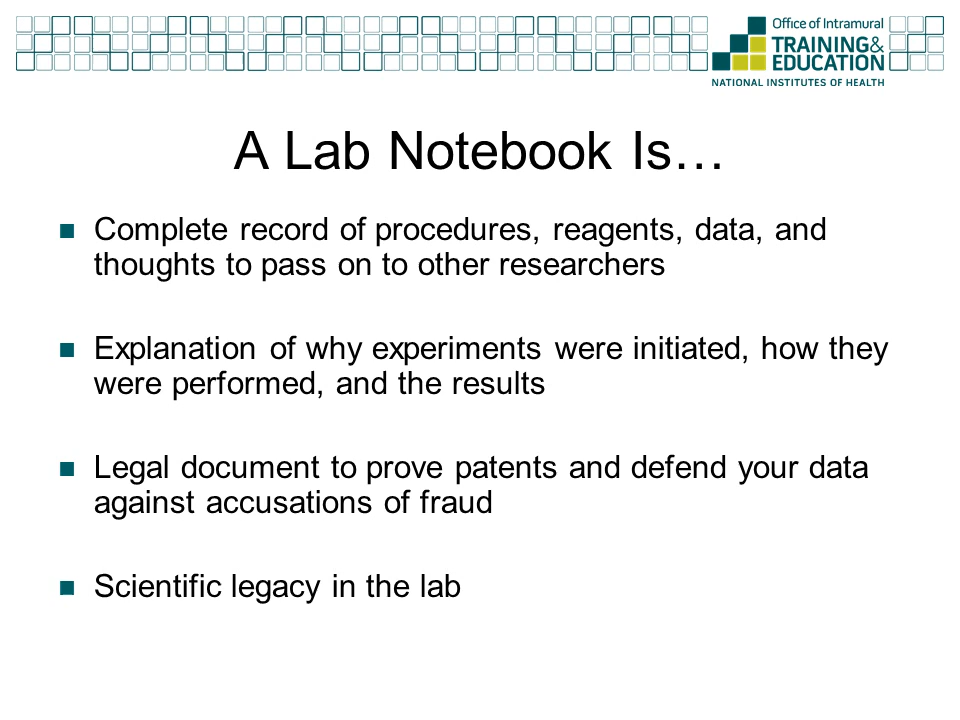 Office of Intramural
TRAINING&
EDUCATION
NATIONAL INSTITUTES OF HEALTH
A Lab Notebook Is…
Complete record of procedures, reagents, data, and
thoughts to pass on to other researchers
Explanation of why experiments were initiated, how they
were performed, and the results
Legal document to prove patents and defend your data
against accusations of fraud
Scientific legacy in the lab